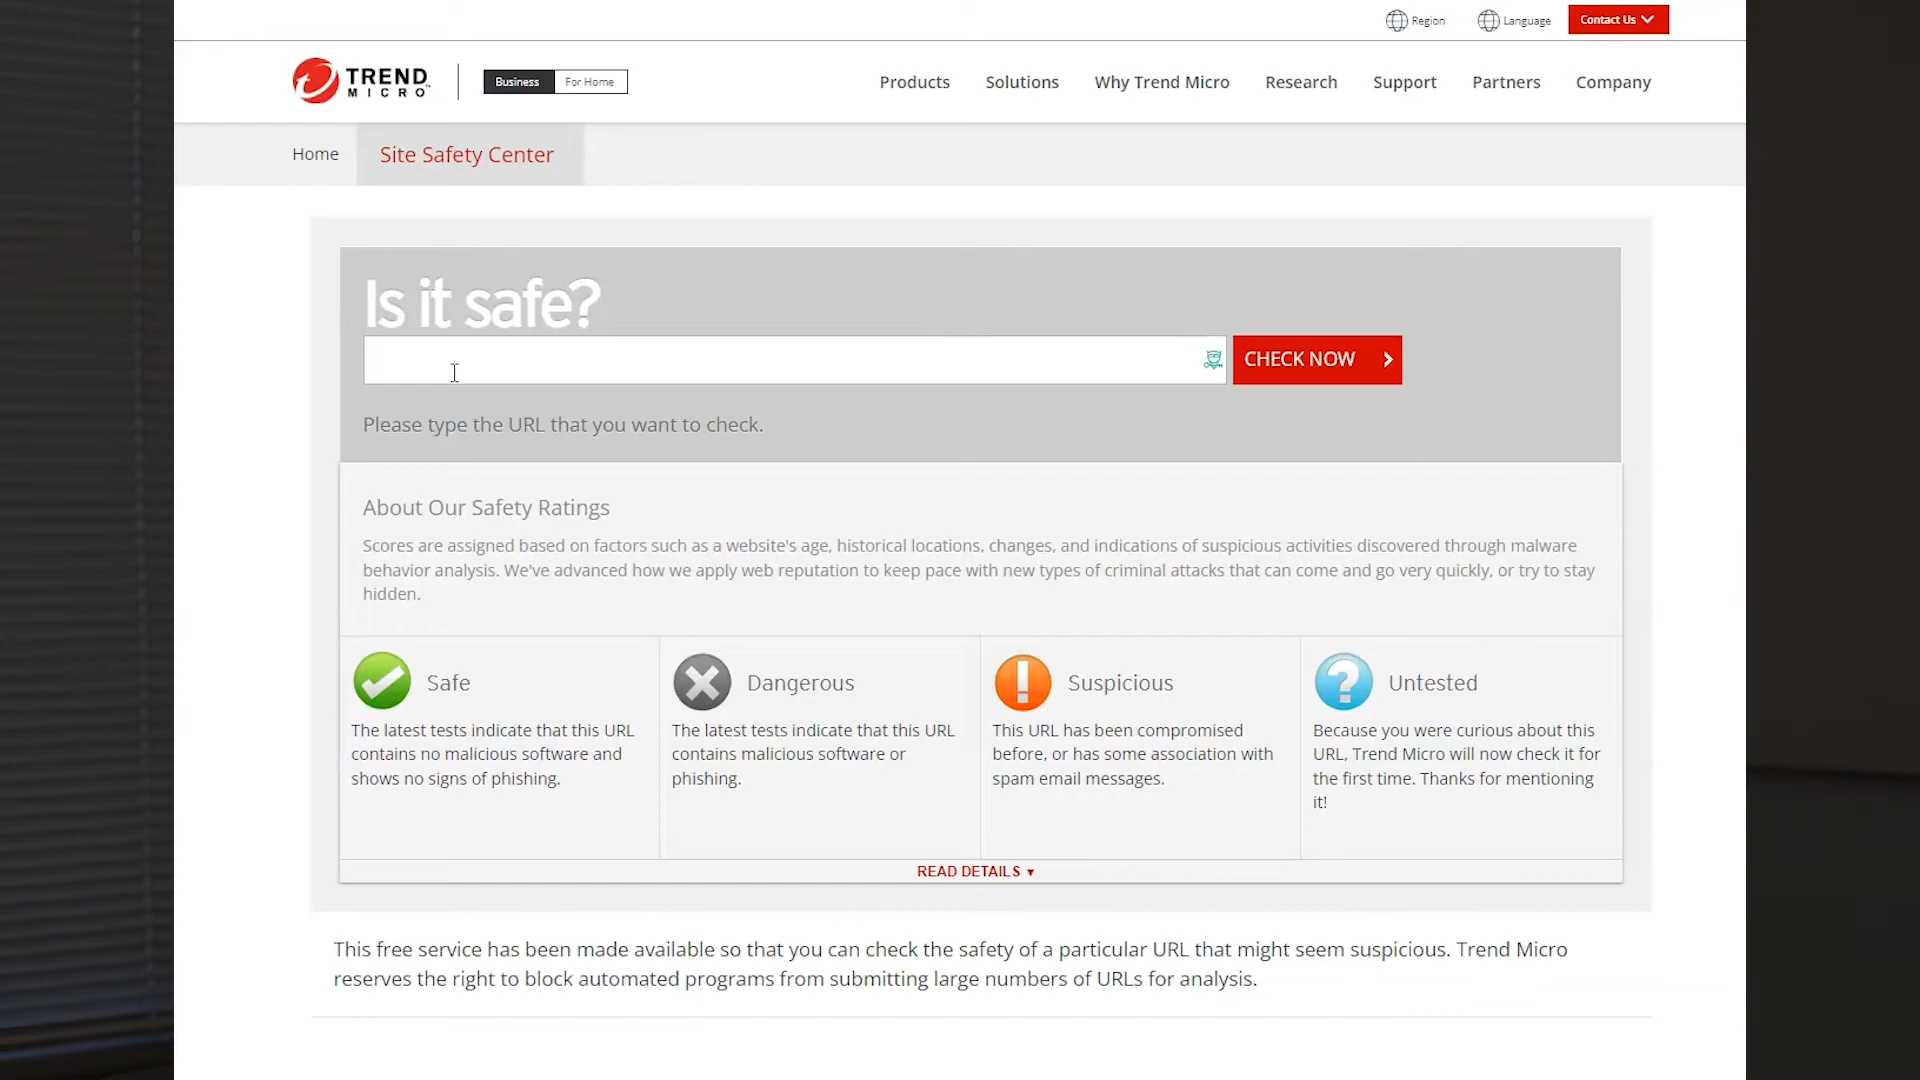 Region Language Contact Us
TREND MICRO Business For Home Products Solutions Why Trend Micro Research Support Partners Company
Home Site Safety Center
Is it safe?
CHECK NOW
Please type the URL that you want to check.
About Our Safety Ratings
Scores are assigned based on factors such as a website's age, historical locations, changes, and indications of suspicious activities discovered through malware
behavior analysis. We've advanced how we apply web reputation to keep pace with new types of criminal attacks that can come and go very quickly, or try to stay
hidden.
Safe
The latest tests indicate that this URL
contains no malicious software and
shows no signs of phishing.
Dangerous
The latest tests indicate that this URL
contains malicious software or
phishing.
Suspicious
This URL has been compromised
before, or has some association with
spam email messages.
Untested
Because you were curious about this
URL, Trend Micro will now check it for
the first time. Thanks for mentioning
it!
READ DETAILS ▼
This free service has been made available so that you can check the safety of a particular URL that might seem suspicious. Trend Micro
reserves the right to block automated programs from submitting large numbers of URLs for analysis.